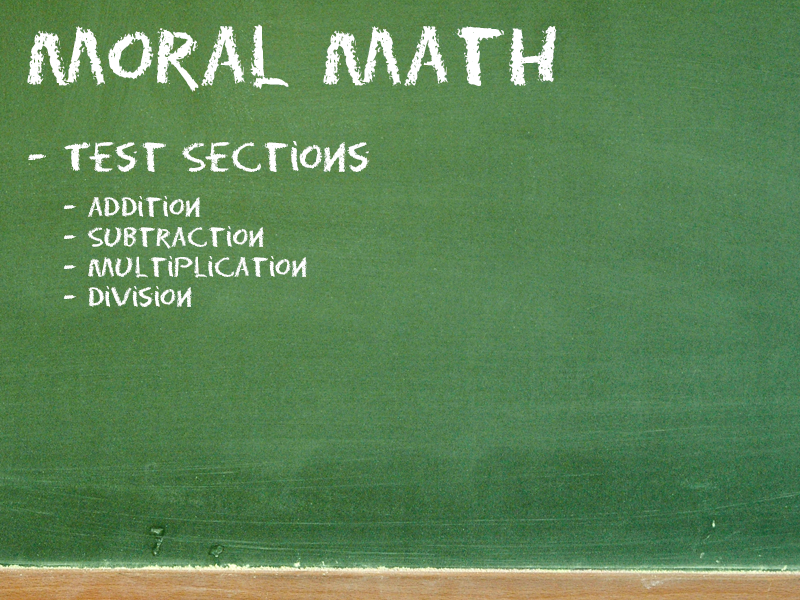 MORAL MATH
- TEST SECTIONS
- ADDITION
- SUBTRACTION
- MULTIPLICATION
- DIVISION